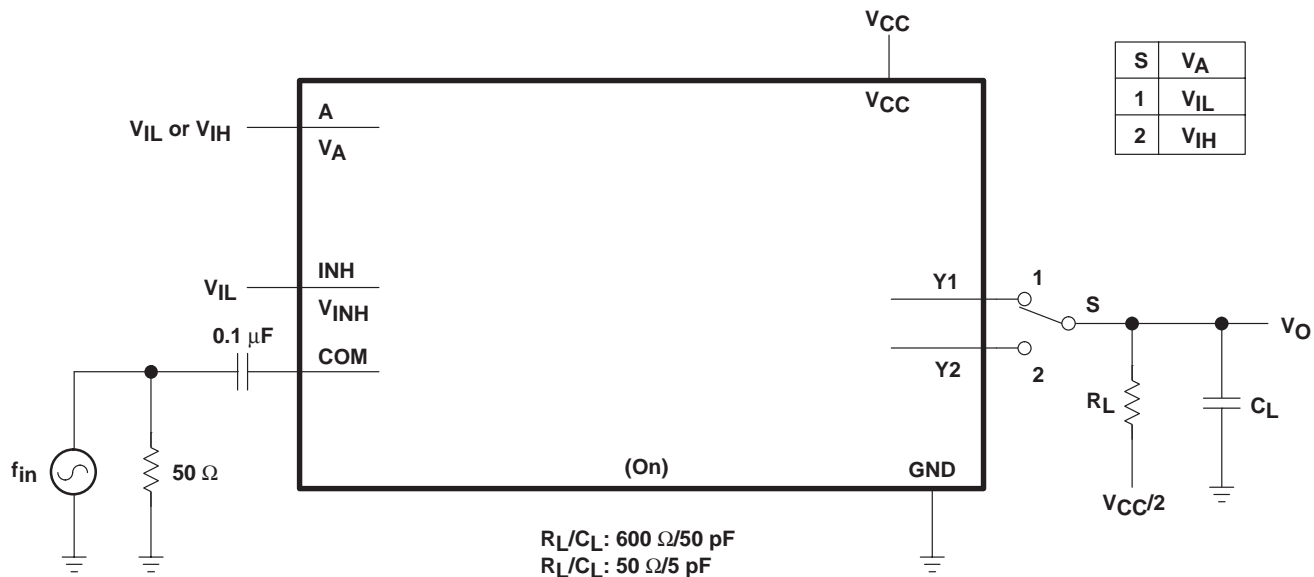 VCC
S VA
1 VIL
2 VIH
VCC
A
VIL or VIH
VA
INH
VIL
VINH
0.1 μF
COM
Y1
1
S
VO
Y2
2
RL
CL
fin
50 Ω
(On)
GND
VCC/2
RL/CL: 600 Ω/50 pF
RL/CL: 50 Ω/5 pF